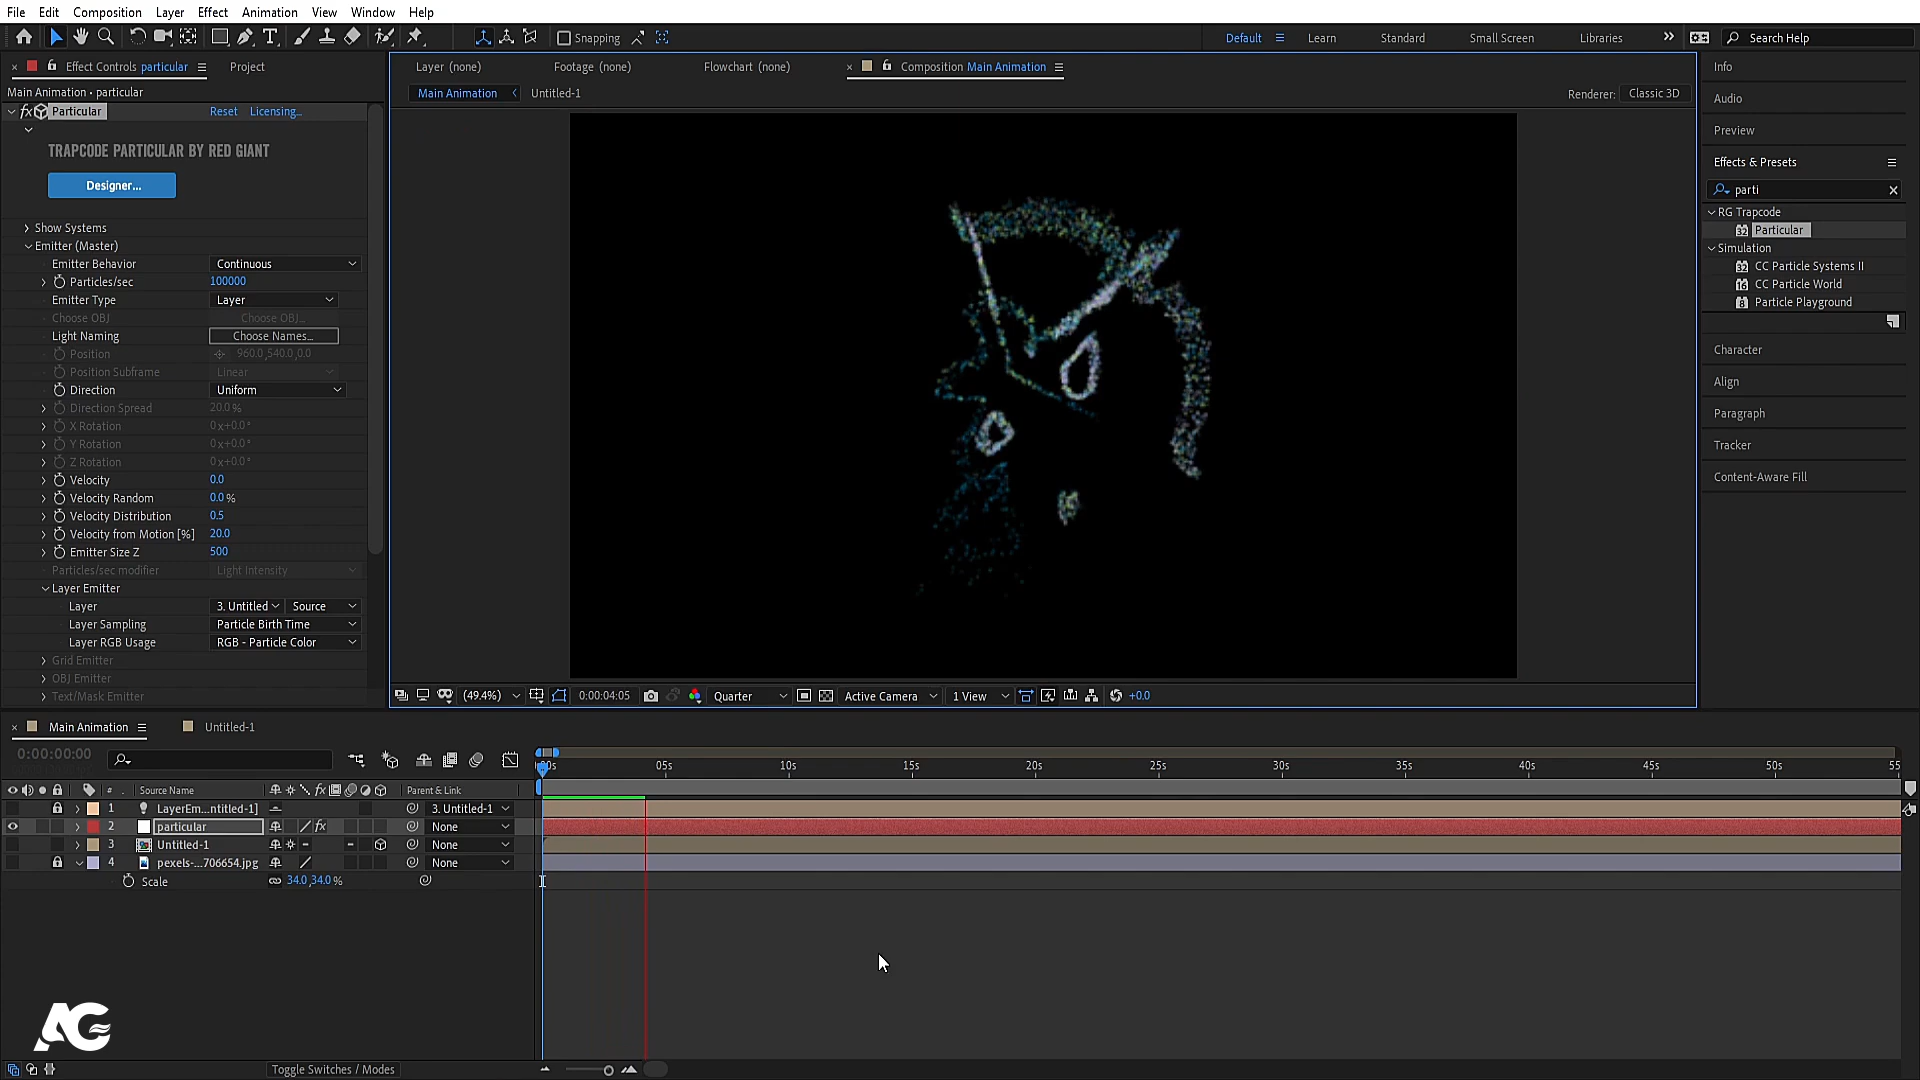 File Edit Composition Layer Effect Animation View Window Help
Snapping
Default Learn Standard Small Screen Libraries Search Help
Effect Controls particular Project
Main Animation • particular
fx Particular Reset Licensing...
TRAPCODE PARTICULAR BY RED GIANT
Designer...
Show Systems
Emitter (Master)
Emitter Behavior Continuous
Particles/sec 100000
Emitter Type Layer
Choose OBJ Choose OBJ...
Light Naming Choose Names...
Position 960.0,540.0,0.0
Position Subframe Linear
Direction Uniform
Direction Spread 20.0%
X Rotation 0x+0.0°
Y Rotation 0x+0.0°
Z Rotation 0x+0.0°
Velocity 0.0
Velocity Random 0.0%
Velocity Distribution 0.5
Velocity from Motion [%] 20.0
Emitter Size Z 500
Particles/sec modifier Light Intensity
Layer Emitter
Layer 3. Untitled Source
Layer Sampling Particle Birth Time
Layer RGB Usage RGB - Particle Color
Grid Emitter
OBJ Emitter
Text/Mask Emitter
Layer (none) Footage (none) Flowchart (none) Composition Main Animation
Main Animation Untitled-1 Renderer: Classic 3D
(49.4%) 0:00:04:05 Quarter Active Camera 1 View +0.0
Info
Audio
Preview
Effects & Presets
parti
RG Trapcode
Particular
Simulation
CC Particle Systems II
CC Particle World
Particle Playground
Character
Align
Paragraph
Tracker
Content-Aware Fill
Main Animation Untitled-1
0:00:00:00
:00s 05s 10s 15s 20s 25s 30s 35s 40s 45s 50s 55
# Source Name fx Parent & Link
1 LayerEm...ntitled-1] 3. Untitled-1
2 particular fx None
3 Untitled-1 None
4 pexels-...706654.jpg None
Scale 34.0,34.0%
AG
Toggle Switches / Modes